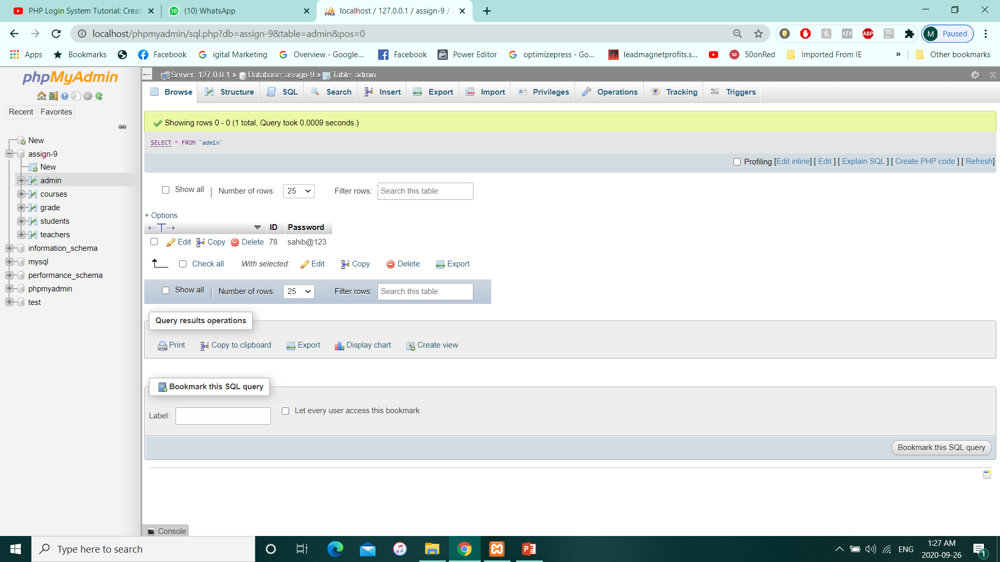 PHP Login System Tutorial: Creat
(10) WhatsApp
localhost / 127.0.0.1 / assign-9 /
localhost/phpmyadmin/sql.php?db=assign-9&table=admin&pos=0
M Paused
Apps Bookmarks Facebook igital Marketing Overview - Google... Facebook Power Editor optimizepress - Go... leadmagnetprofits.s... 50onRed Imported From IE » Other bookmarks
phpMyAdmin
Recent Favorites
New
assign-9
New
admin
courses
grade
students
teachers
information_schema
mysql
performance_schema
phpmyadmin
test
Server: 127.0.0.1 » Database: assign-9 » Table: admin
Browse Structure SQL Search Insert Export Import Privileges Operations Tracking Triggers
Showing rows 0 - 0 (1 total, Query took 0.0009 seconds.)
SELECT * FROM `admin`
Profiling [Edit inline] [ Edit ] [ Explain SQL ] [ Create PHP code ] [ Refresh]
Show all Number of rows: 25 Filter rows: Search this table
+ Options
←T→ ID Password
Edit Copy Delete 78 sahib@123
Check all With selected: Edit Copy Delete Export
Show all Number of rows: 25 Filter rows: Search this table
Query results operations
Print Copy to clipboard Export Display chart Create view
Bookmark this SQL query
Label: Let every user access this bookmark
Bookmark this SQL query
Console
Type here to search
ENG
1:27 AM
2020-09-26
1